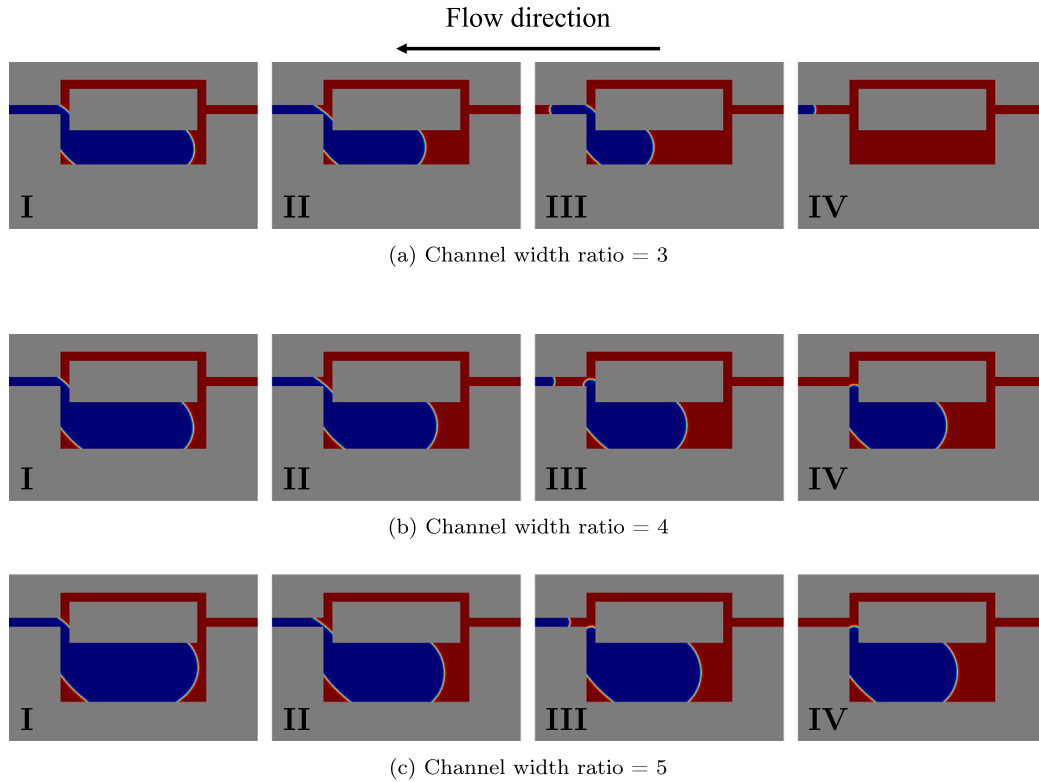 Flow direction
I II III IV
(a) Channel width ratio = 3
I II III IV
(b) Channel width ratio = 4
I II III IV
(c) Channel width ratio = 5